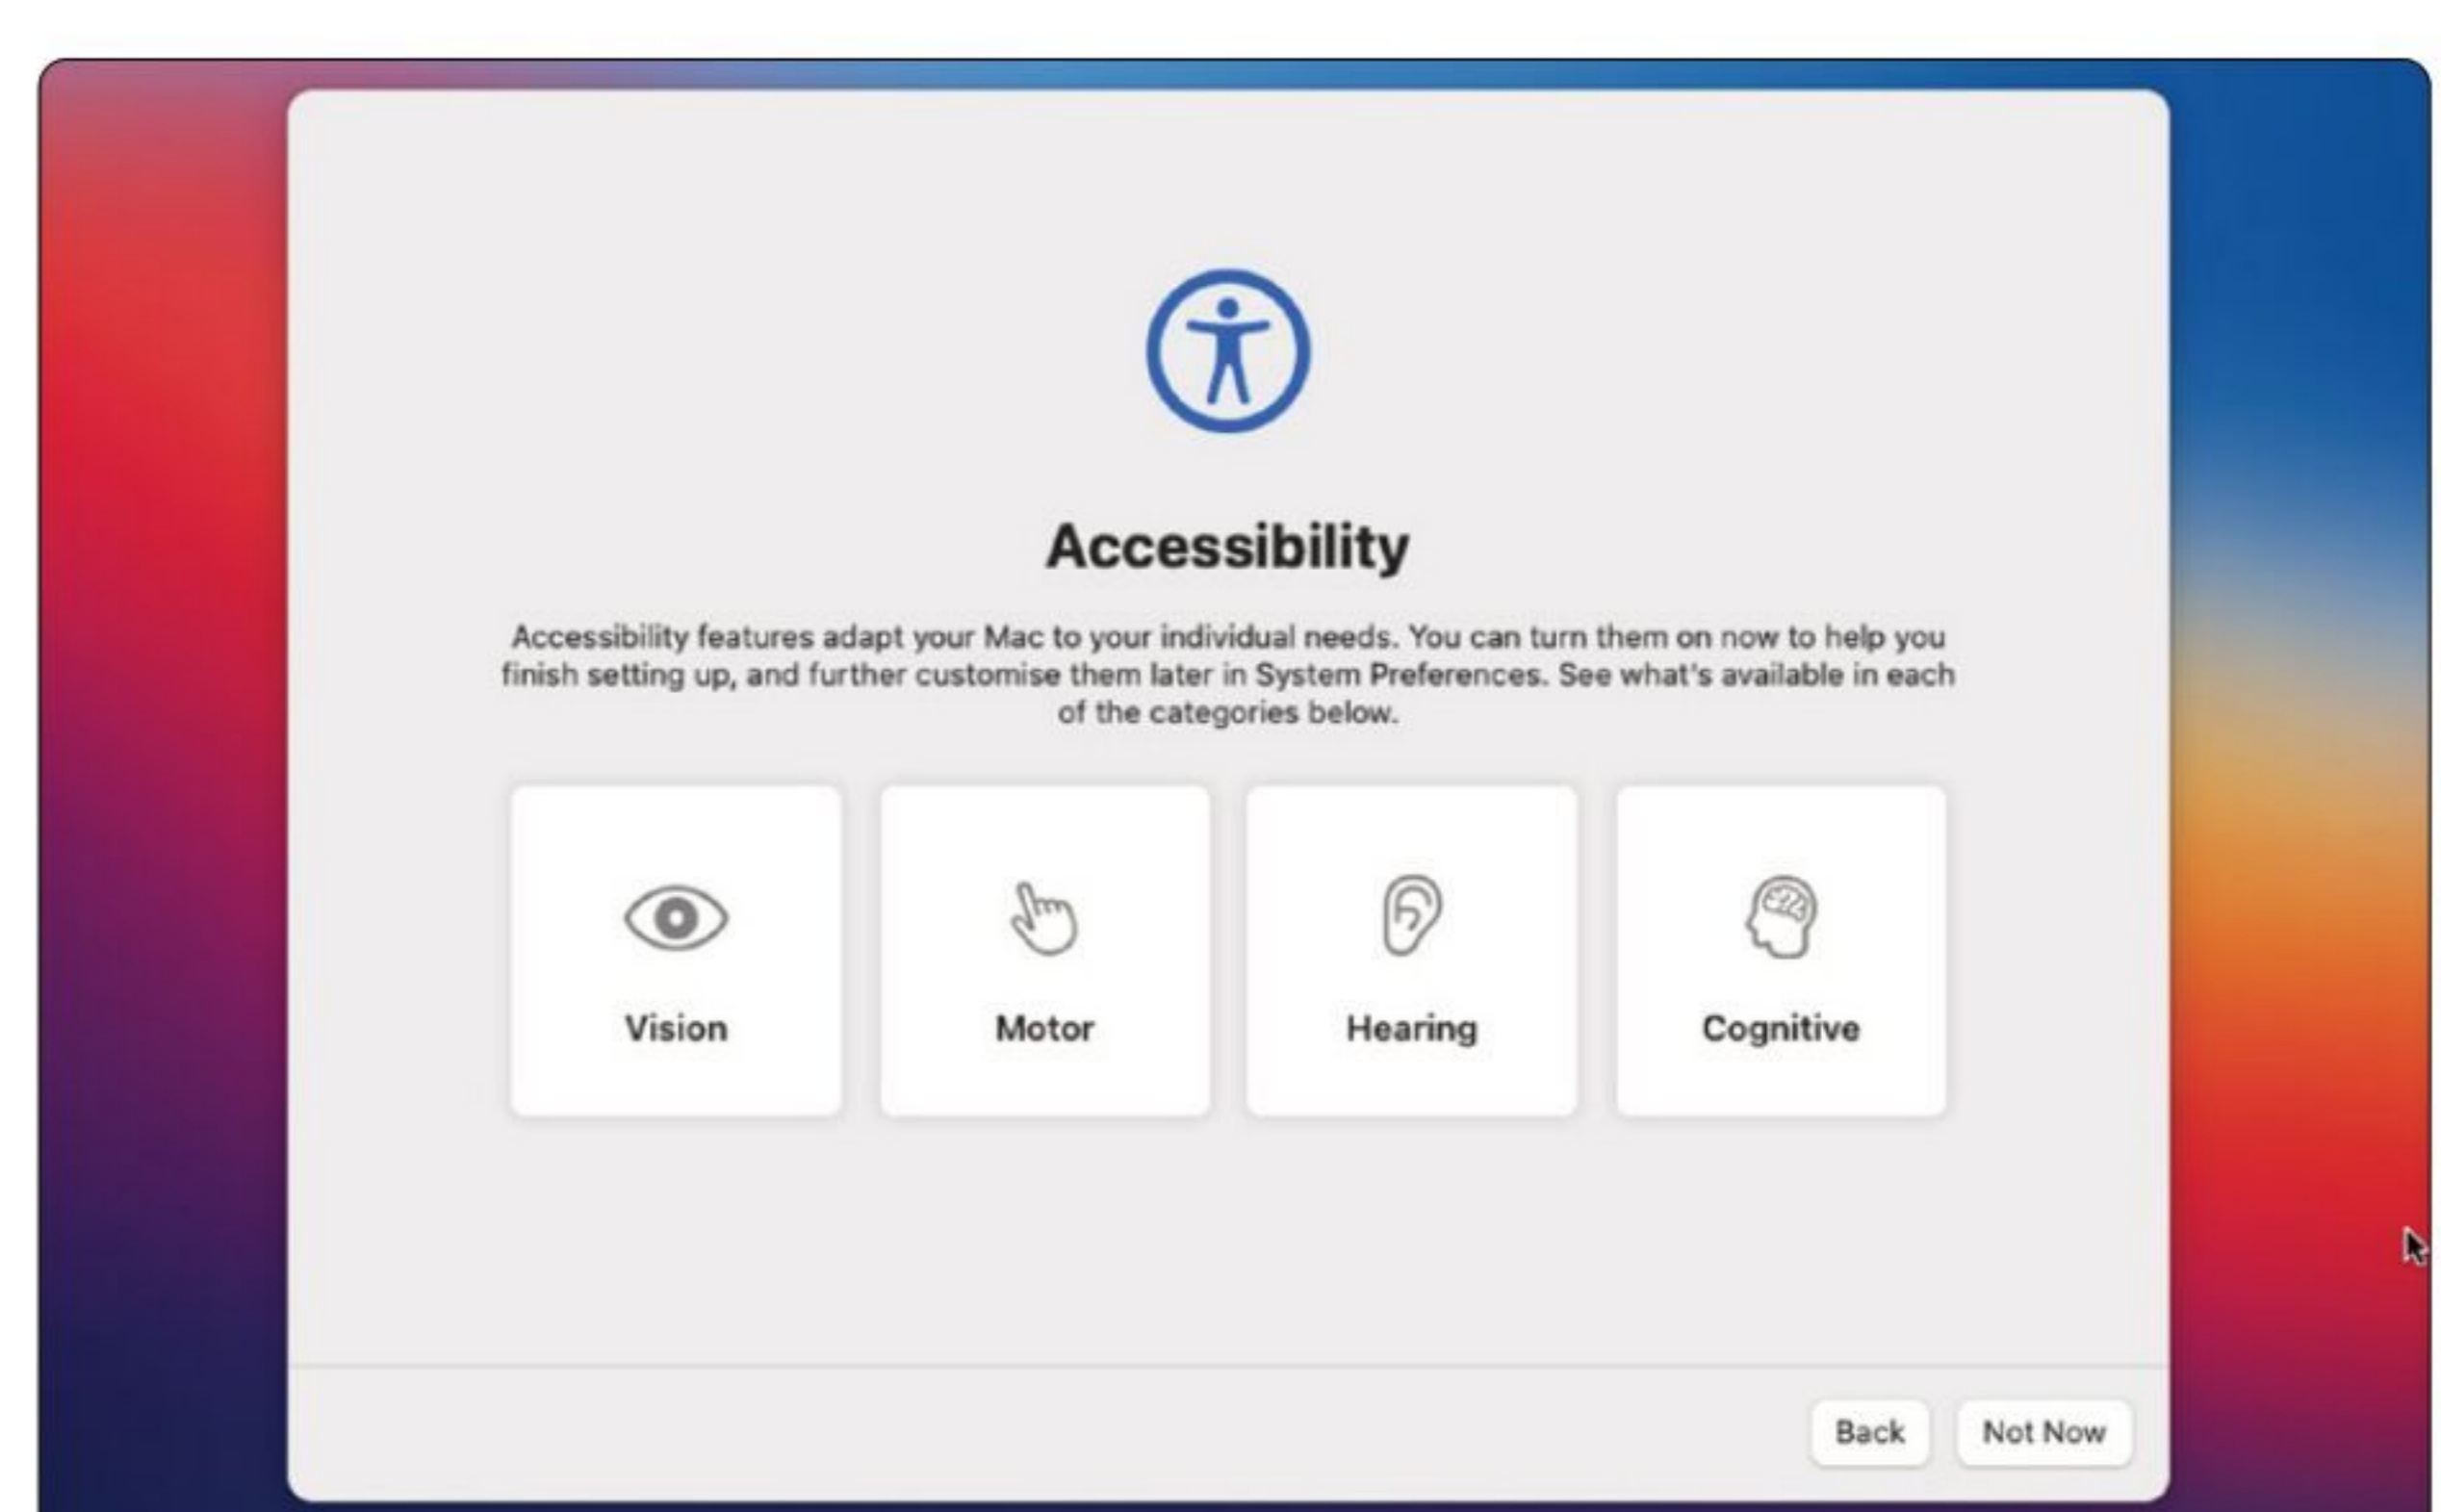 Accessibility
Accessibility features adapt your Mac to your individual needs. You can turn them on now to help you
finish setting up, and further customise them later in System Preferences. See what's available in each
of the categories below.
Vision
Motor
Hearing
Cognitive
Back
Not Now